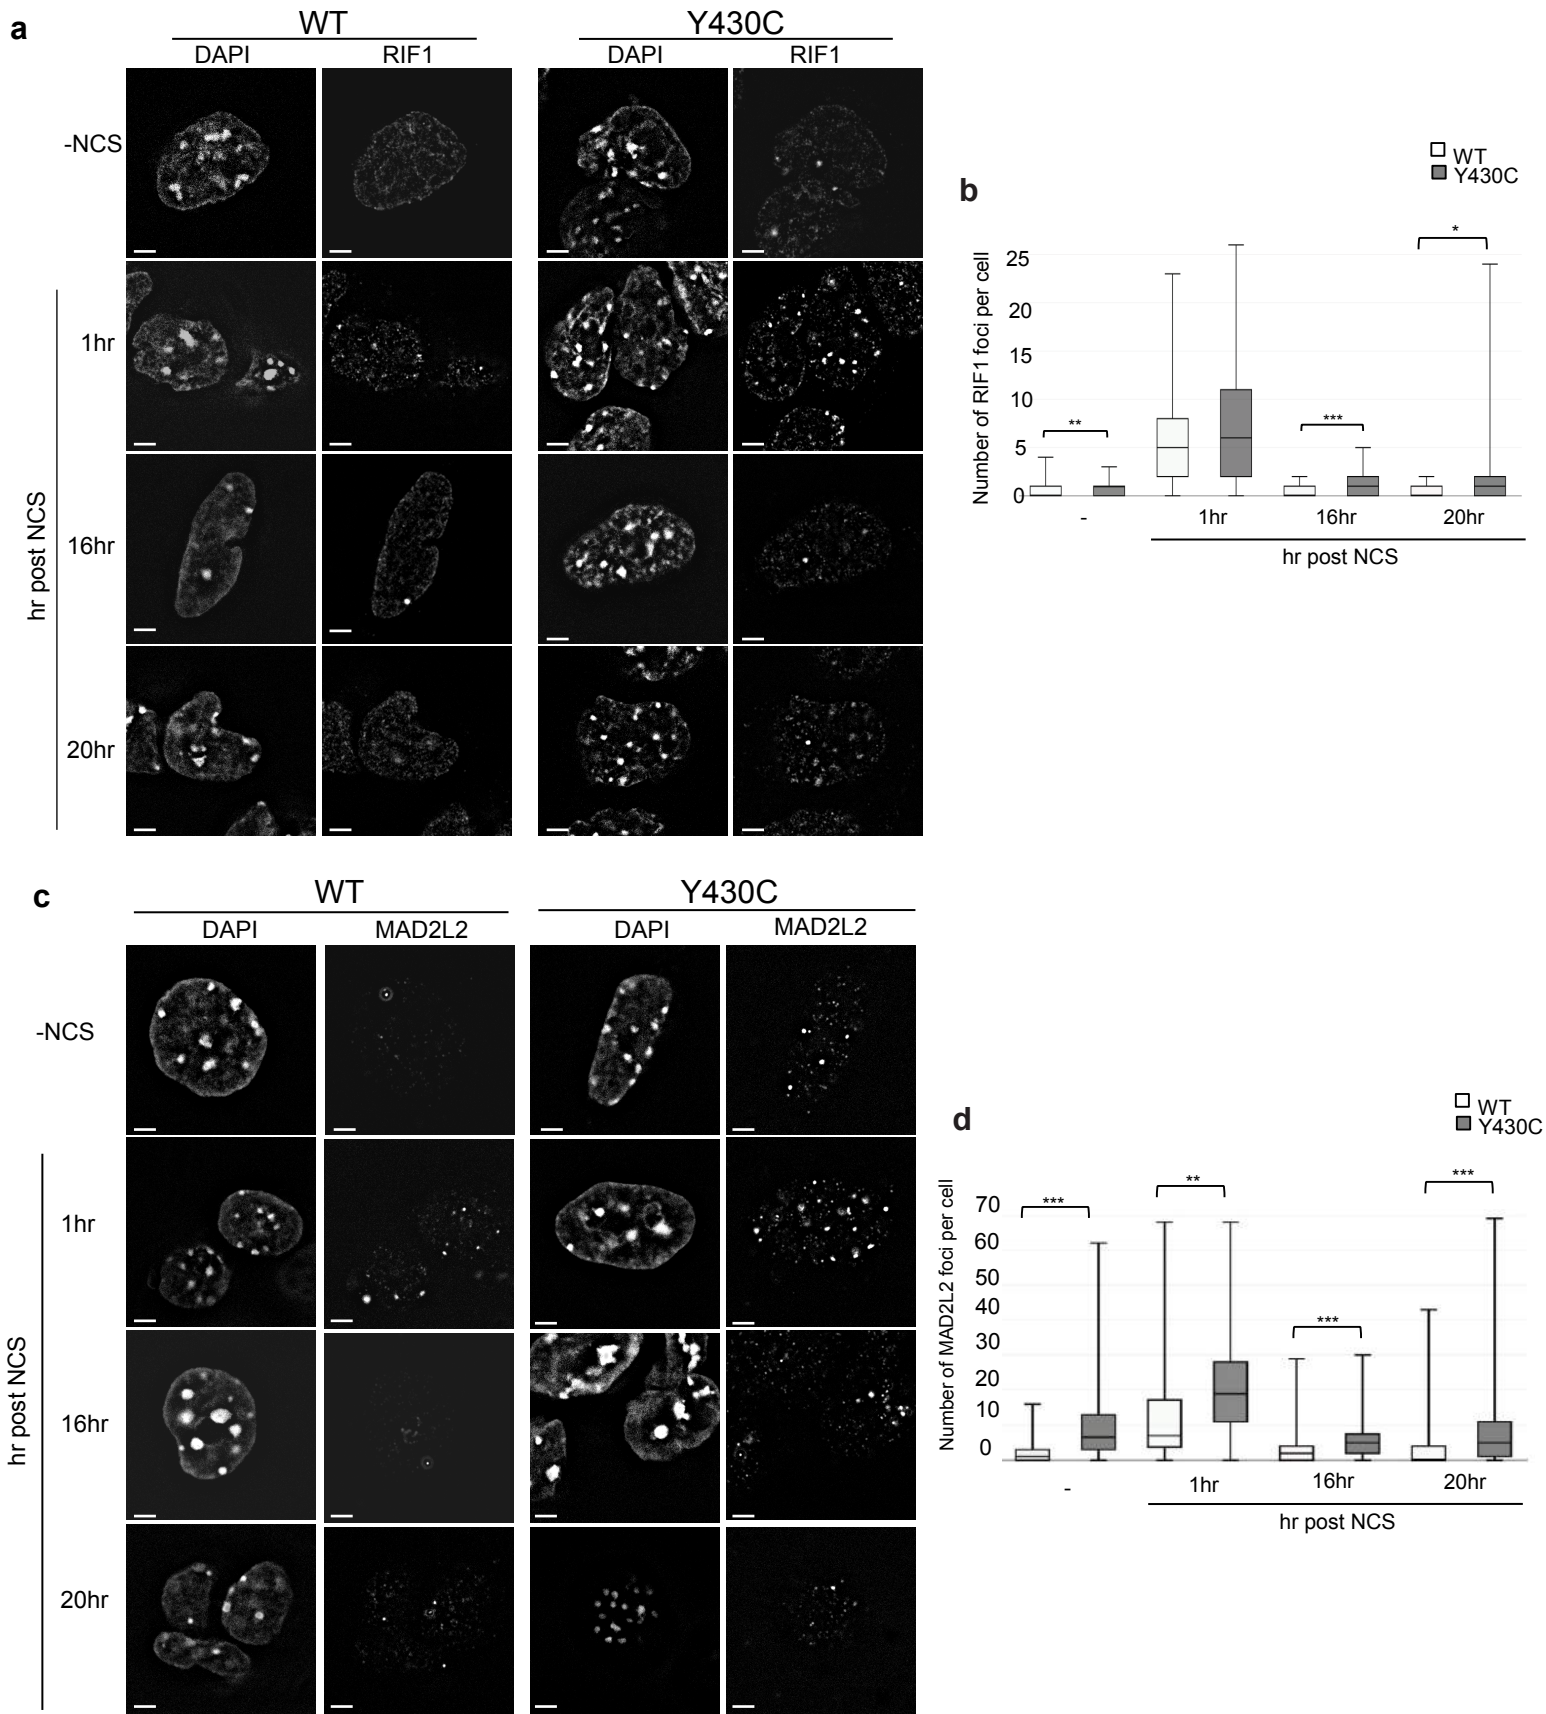 a
WT
Y430C
DAPI
RIF1
DAPI
RIF1
-NCS
1hr
16hr
20hr
hr post NCS
b
WT
Y430C
Number of RIF1 foci per cell
25
20
15
10
5
0
**
***
*
-
1hr
16hr
20hr
hr post NCS
c
WT
Y430C
DAPI
MAD2L2
DAPI
MAD2L2
-NCS
1hr
16hr
20hr
hr post NCS
d
WT
Y430C
Number of MAD2L2 foci per cell
70
60
50
40
30
20
10
0
***
**
***
***
-
1hr
16hr
20hr
hr post NCS